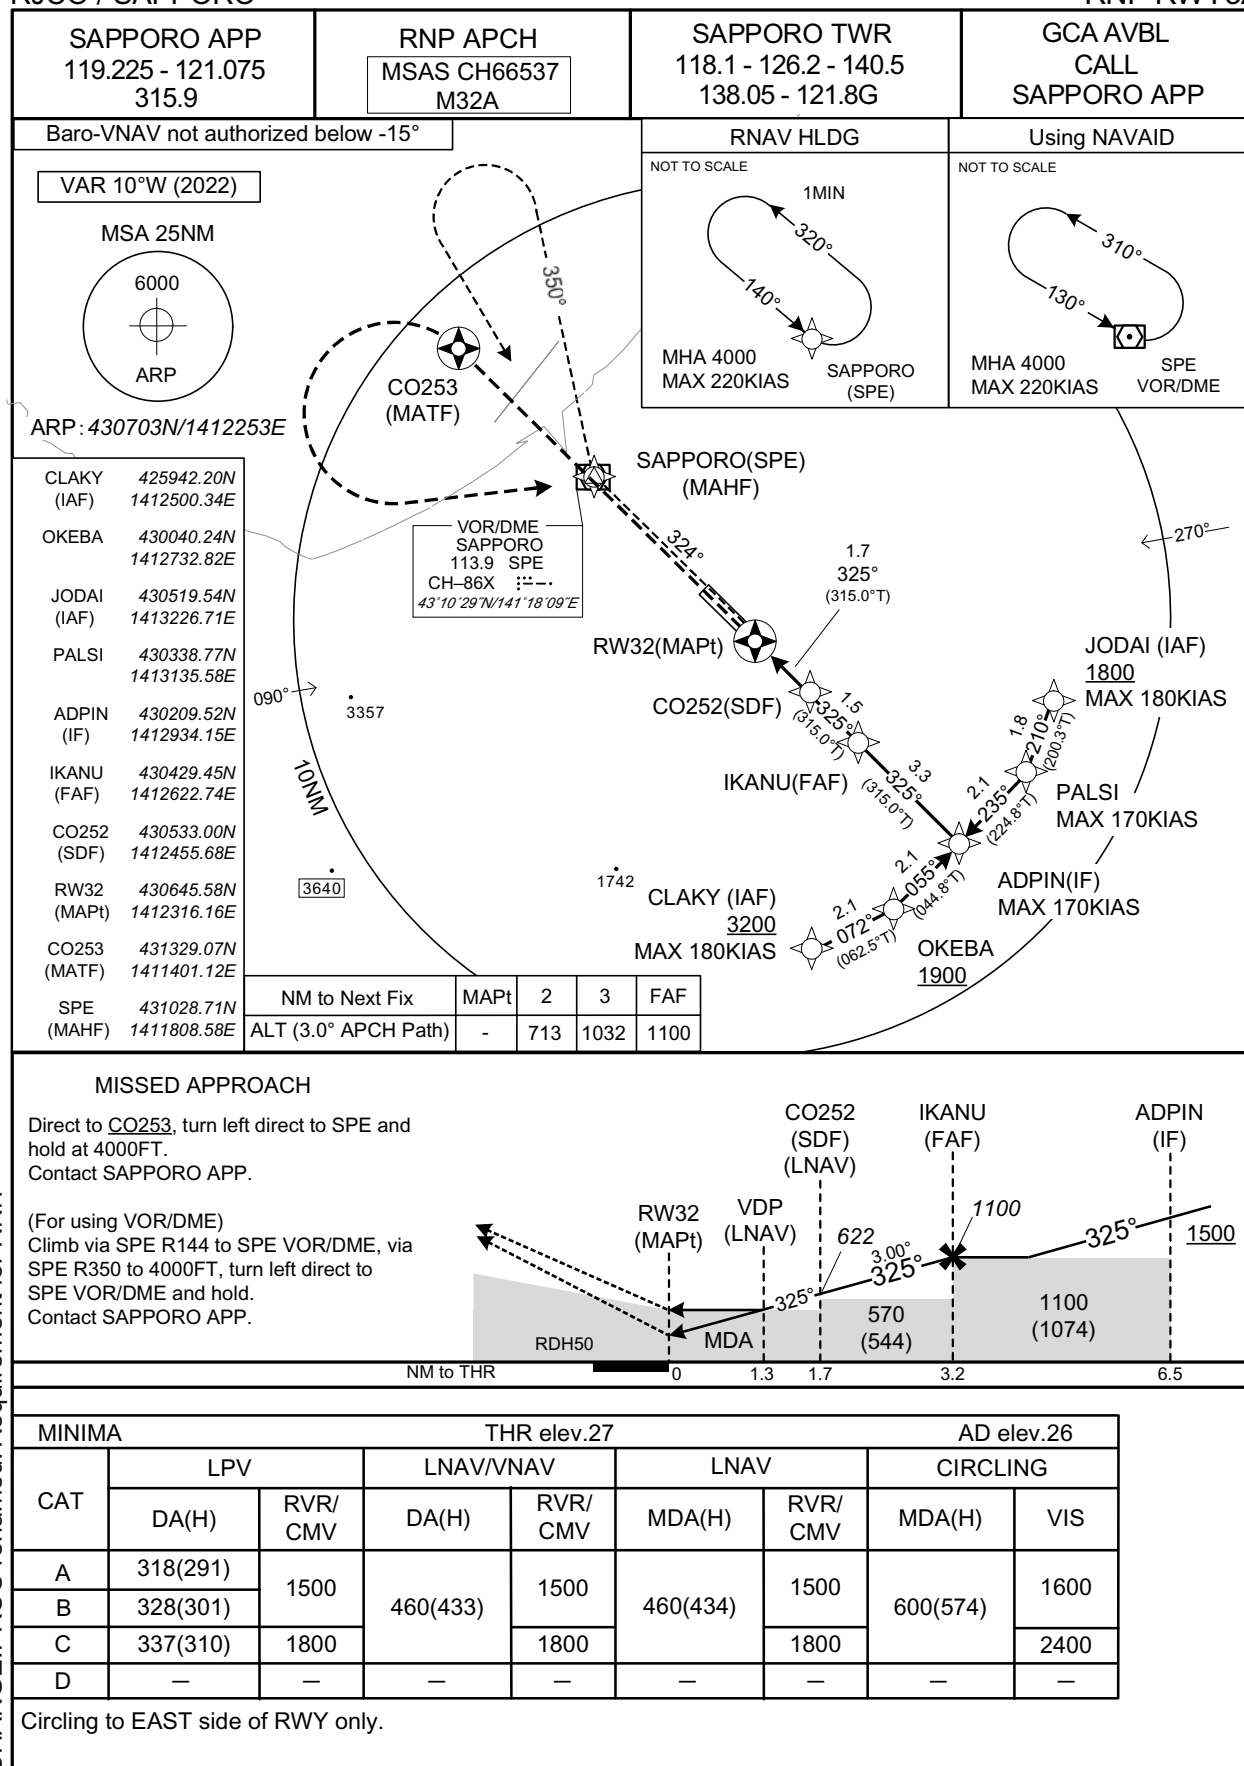 RJCO / SAPPORO
RNP RWY32
SAPPORO APP
119.225 - 121.075
315.9
RNP APCH
MSAS CH66537
M32A
SAPPORO TWR
118.1 - 126.2 - 140.5
138.05 - 121.8G
GCA AVBL
CALL
SAPPORO APP
Baro-VNAV not authorized below -15°
VAR 10°W (2022)
MSA 25NM
6000
ARP
ARP: 430703N/1412253E
RNAV HLDG
NOT TO SCALE
1MIN
320°
140°
MHA 4000
MAX 220KIAS
SAPPORO
(SPE)
Using NAVAID
NOT TO SCALE
310°
130°
MHA 4000
MAX 220KIAS
SPE
VOR/DME
350°
CO253
(MATF)
SAPPORO(SPE)
(MAHF)
VOR/DME
SAPPORO
113.9 SPE
CH–86X
43°10′29″N/141°18′09″E
324°
270°
1.7
325°
(315.0°T)
RW32(MAPt)
JODAI (IAF)
1800
MAX 180KIAS
CO252(SDF)
1.5
325°
(315.0°T)
1.8
210°
(200.3°T)
090°
3357
10NM
IKANU(FAF)
3.3
325°
(315.0°T)
2.1
235°
(224.8°T)
PALSI
MAX 170KIAS
3640
1742
2.1
055°
(044.8°T)
ADPIN(IF)
MAX 170KIAS
CLAKY (IAF)
3200
MAX 180KIAS
2.1
072°
(062.5°T)
OKEBA
1900
CLAKY 425942.20N
(IAF) 1412500.34E
OKEBA 430040.24N
1412732.82E
JODAI 430519.54N
(IAF) 1413226.71E
PALSI 430338.77N
1413135.58E
ADPIN 430209.52N
(IF) 1412934.15E
IKANU 430429.45N
(FAF) 1412622.74E
CO252 430533.00N
(SDF) 1412455.68E
RW32 430645.58N
(MAPt) 1412316.16E
CO253 431329.07N
(MATF) 1411401.12E
SPE 431028.71N
(MAHF) 1411808.58E
NM to Next Fix MAPt 2 3 FAF
ALT (3.0° APCH Path) - 713 1032 1100
MISSED APPROACH
Direct to CO253, turn left direct to SPE and
hold at 4000FT.
Contact SAPPORO APP.
(For using VOR/DME)
Climb via SPE R144 to SPE VOR/DME, via
SPE R350 to 4000FT, turn left direct to
SPE VOR/DME and hold.
Contact SAPPORO APP.
CO252
(SDF)
(LNAV)
IKANU
(FAF)
ADPIN
(IF)
RW32
(MAPt)
VDP
(LNAV)
622
1100
3.00°
325°
325°
325°
1500
RDH50
MDA
570
(544)
1100
(1074)
NM to THR 0 1.3 1.7 3.2 6.5
MINIMA THR elev.27 AD elev.26
CAT LPV LNAV/VNAV LNAV CIRCLING
DA(H) RVR/CMV DA(H) RVR/CMV MDA(H) RVR/CMV MDA(H) VIS
A 318(291) 1500 460(433) 1500 460(434) 1500 600(574) 1600
B 328(301)
C 337(310) 1800 1800 1800 2400
D – – – – – – – –
Circling to EAST side of RWY only.